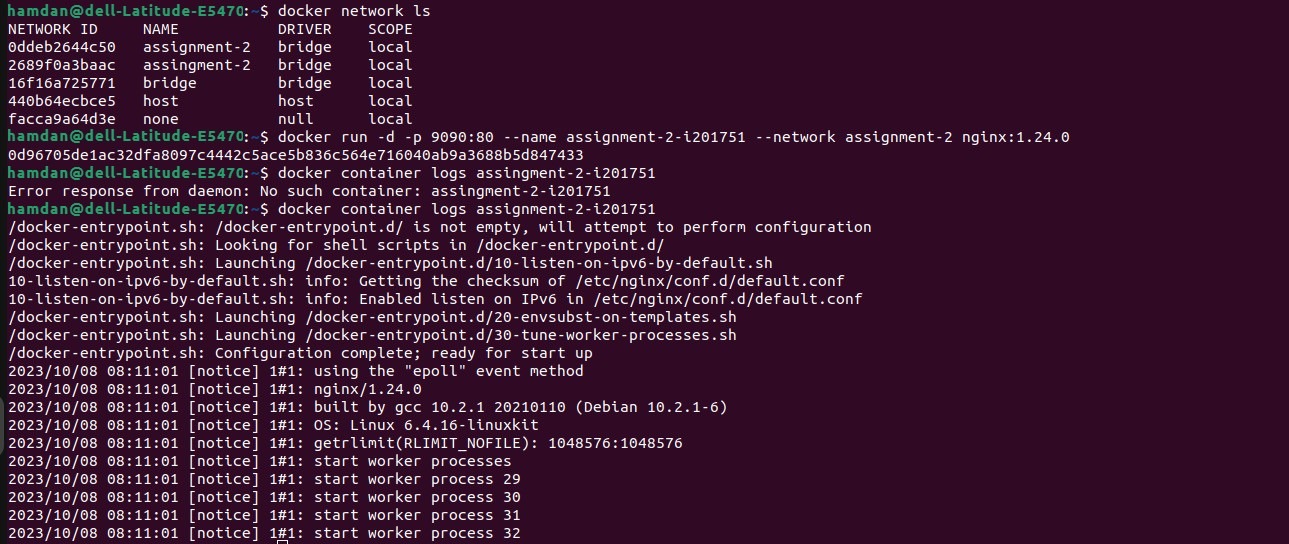 hamdan@dell-Latitude-E5470:~$ docker network ls
NETWORK ID     NAME           DRIVER    SCOPE
0ddeb2644c50   assignment-2   bridge    local
2689f0a3baac   assingment-2   bridge    local
16f16a725771   bridge         bridge    local
440b64ecbce5   host           host      local
facca9a64d3e   none           null      local
hamdan@dell-Latitude-E5470:~$ docker run -d -p 9090:80 --name assignment-2-i201751 --network assignment-2 nginx:1.24.0
0d96705de1ac32dfa8097c4442c5ace5b836c564e716040ab9a3688b5d847433
hamdan@dell-Latitude-E5470:~$ docker container logs assingment-2-i201751
Error response from daemon: No such container: assingment-2-i201751
hamdan@dell-Latitude-E5470:~$ docker container logs assignment-2-i201751
/docker-entrypoint.sh: /docker-entrypoint.d/ is not empty, will attempt to perform configuration
/docker-entrypoint.sh: Looking for shell scripts in /docker-entrypoint.d/
/docker-entrypoint.sh: Launching /docker-entrypoint.d/10-listen-on-ipv6-by-default.sh
10-listen-on-ipv6-by-default.sh: info: Getting the checksum of /etc/nginx/conf.d/default.conf
10-listen-on-ipv6-by-default.sh: info: Enabled listen on IPv6 in /etc/nginx/conf.d/default.conf
/docker-entrypoint.sh: Launching /docker-entrypoint.d/20-envsubst-on-templates.sh
/docker-entrypoint.sh: Launching /docker-entrypoint.d/30-tune-worker-processes.sh
/docker-entrypoint.sh: Configuration complete; ready for start up
2023/10/08 08:11:01 [notice] 1#1: using the "epoll" event method
2023/10/08 08:11:01 [notice] 1#1: nginx/1.24.0
2023/10/08 08:11:01 [notice] 1#1: built by gcc 10.2.1 20210110 (Debian 10.2.1-6)
2023/10/08 08:11:01 [notice] 1#1: OS: Linux 6.4.16-linuxkit
2023/10/08 08:11:01 [notice] 1#1: getrlimit(RLIMIT_NOFILE): 1048576:1048576
2023/10/08 08:11:01 [notice] 1#1: start worker processes
2023/10/08 08:11:01 [notice] 1#1: start worker process 29
2023/10/08 08:11:01 [notice] 1#1: start worker process 30
2023/10/08 08:11:01 [notice] 1#1: start worker process 31
2023/10/08 08:11:01 [notice] 1#1: start worker process 32